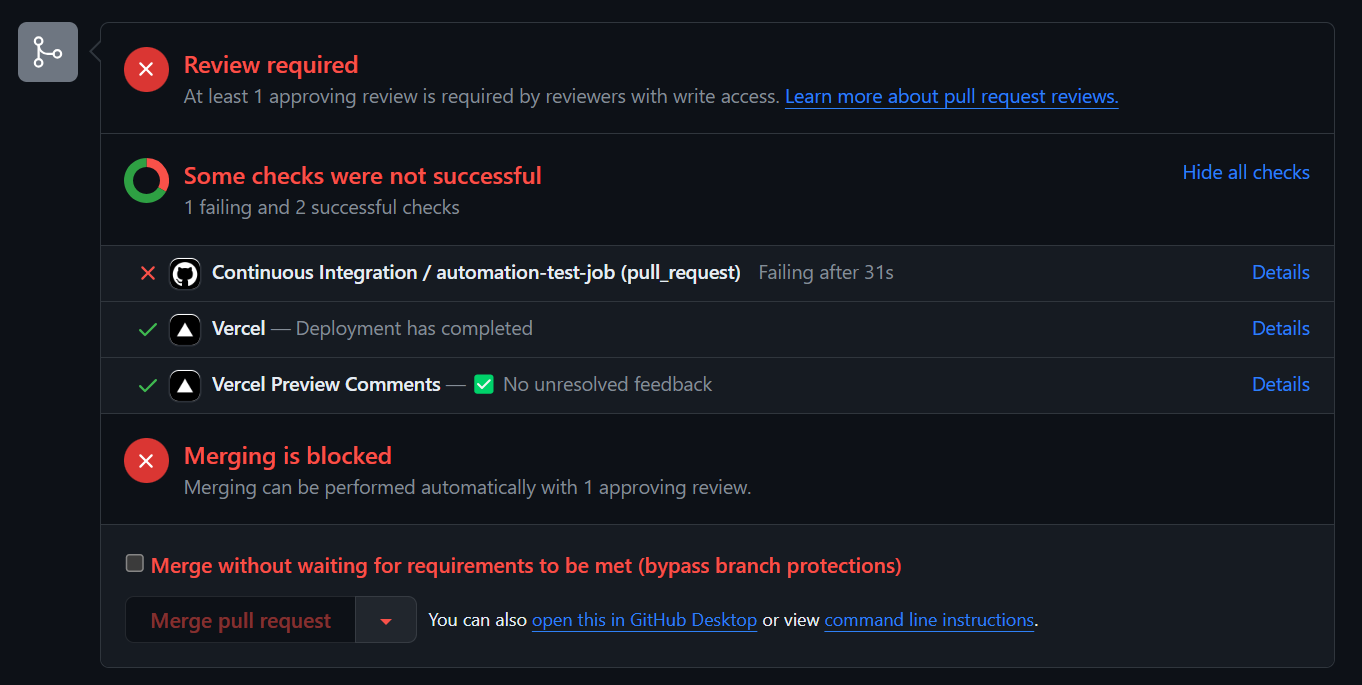 Review required
At least 1 approving review is required by reviewers with write access. Learn more about pull request reviews.
Some checks were not successful
Hide all checks
1 failing and 2 successful checks
Continuous Integration / automation-test-job (pull_request) Failing after 31s Details
Vercel — Deployment has completed Details
Vercel Preview Comments — ✅ No unresolved feedback Details
Merging is blocked
Merging can be performed automatically with 1 approving review.
Merge without waiting for requirements to be met (bypass branch protections)
Merge pull request You can also open this in GitHub Desktop or view command line instructions.